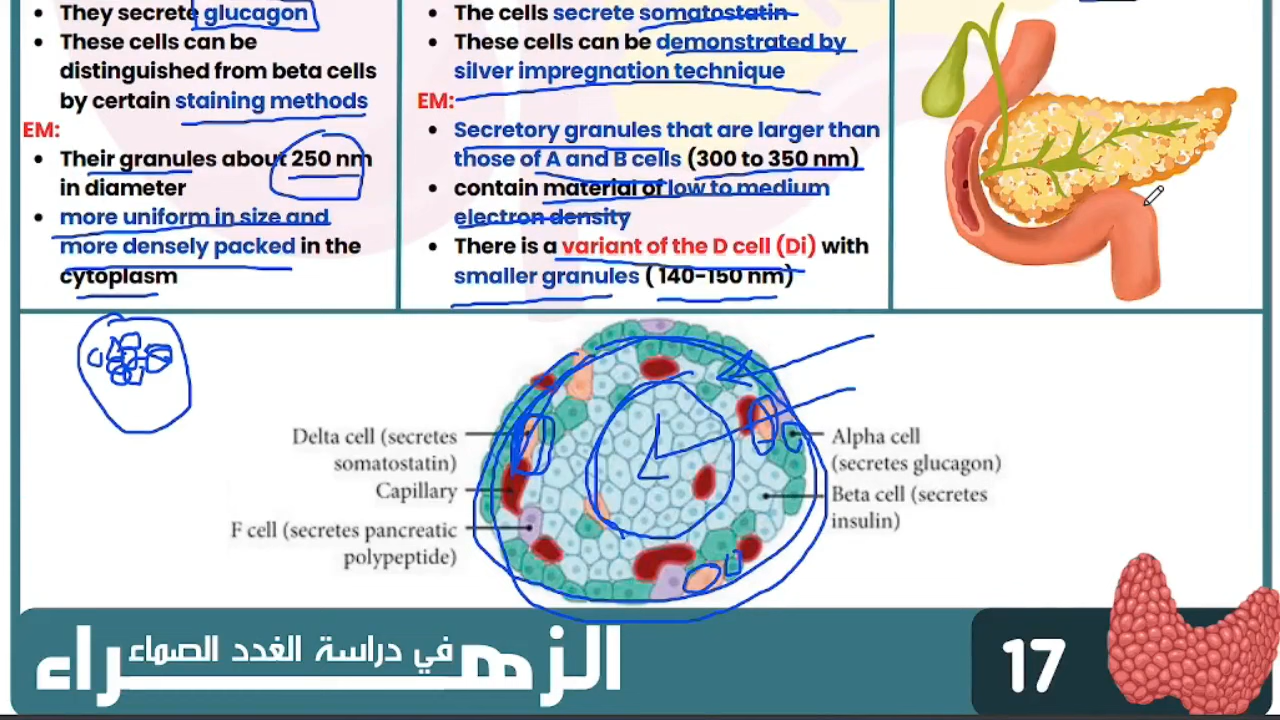 • They secrete glucagon
• These cells can be
distinguished from beta cells
by certain staining methods
EM:
• Their granules about 250 nm
in diameter
• more uniform in size and
more densely packed in the
cytoplasm
• The cells secrete somatostatin
• These cells can be demonstrated by
silver impregnation technique
EM:
• Secretory granules that are larger than
those of A and B cells (300 to 350 nm)
• contain material of low to medium
electron density
• There is a variant of the D cell (Di) with
smaller granules ( 140-150 nm)
Delta cell (secretes
somatostatin)
Capillary
F cell (secretes pancreatic
polypeptide)
Alpha cell
(secretes glucagon)
Beta cell (secretes
insulin)
الزهراء
في دراسة الغدد الصماء
17